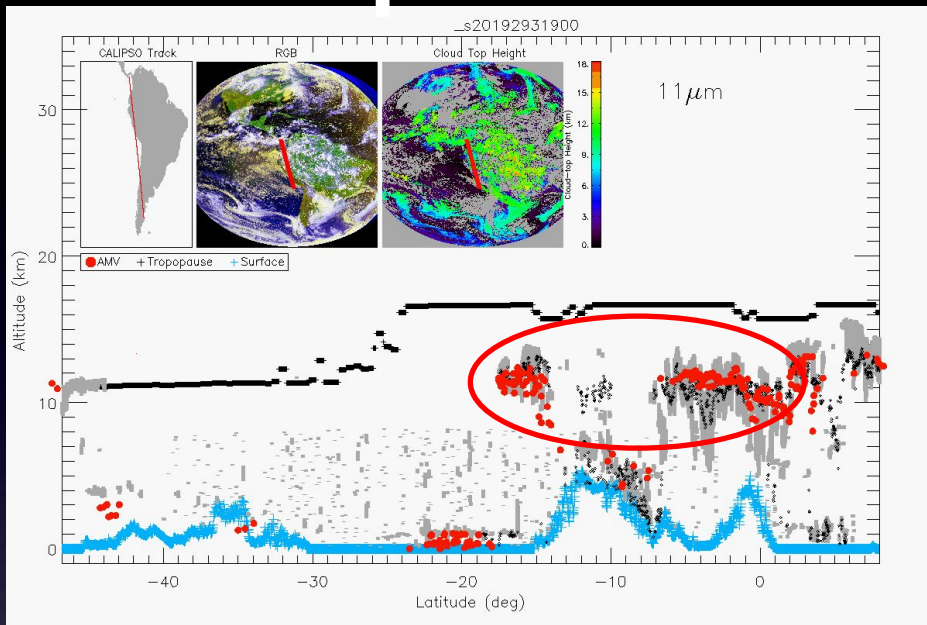 _s20192931900
CALIPSO Track
RGB
Cloud Top Height
11μm
18.
15.
12.
9.
6.
3.
0.
Cloud-top Height (km)
AMV
Tropopause
Surface
30
20
10
0
Altitude (km)
−40
−30
−20
−10
0
Latitude (deg)